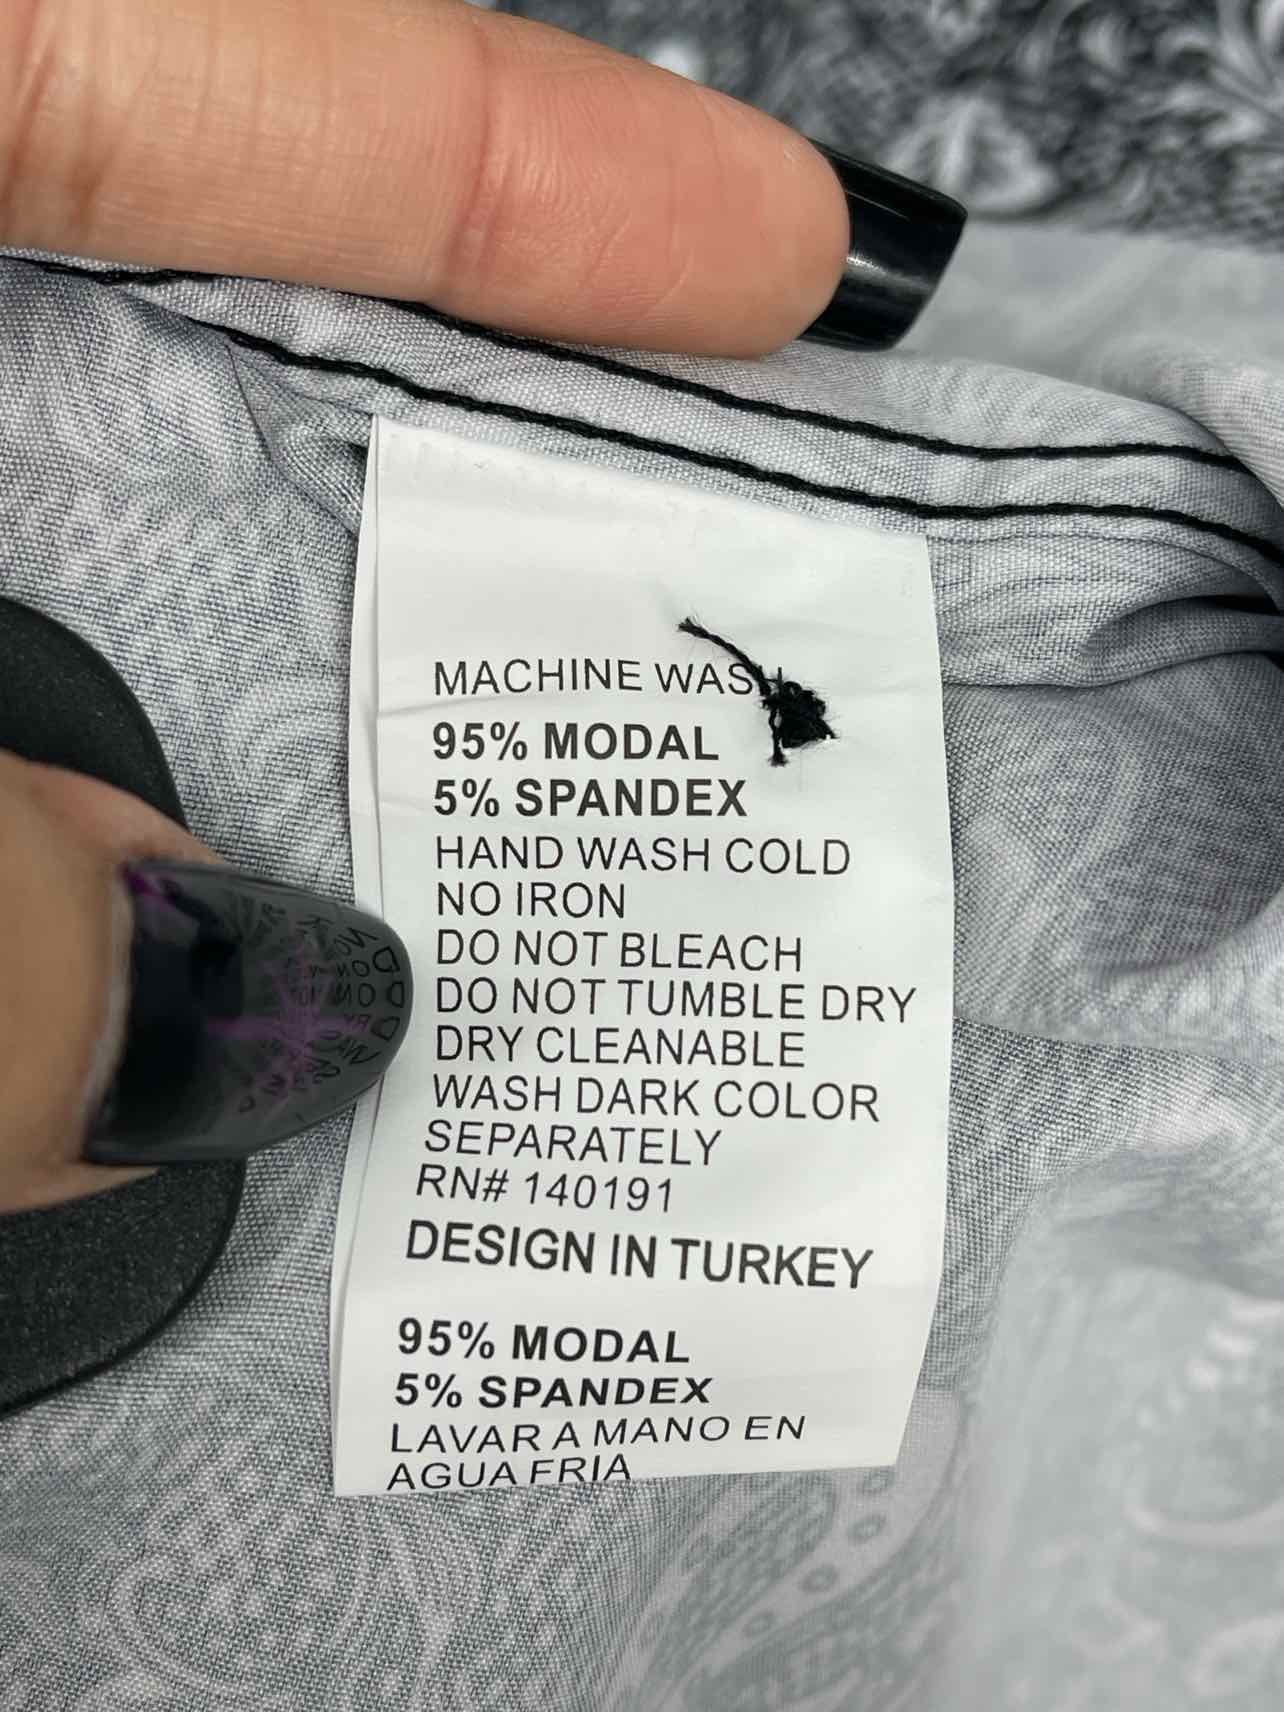 MACHINE WASH
95% MODAL
5% SPANDEX
HAND WASH COLD
NO IRON
DO NOT BLEACH
DO NOT TUMBLE DRY
DRY CLEANABLE
WASH DARK COLOR
SEPARATELY
RN# 140191
DESIGN IN TURKEY
95% MODAL
5% SPANDEX
LAVAR A MANO EN
AGUA FRIA